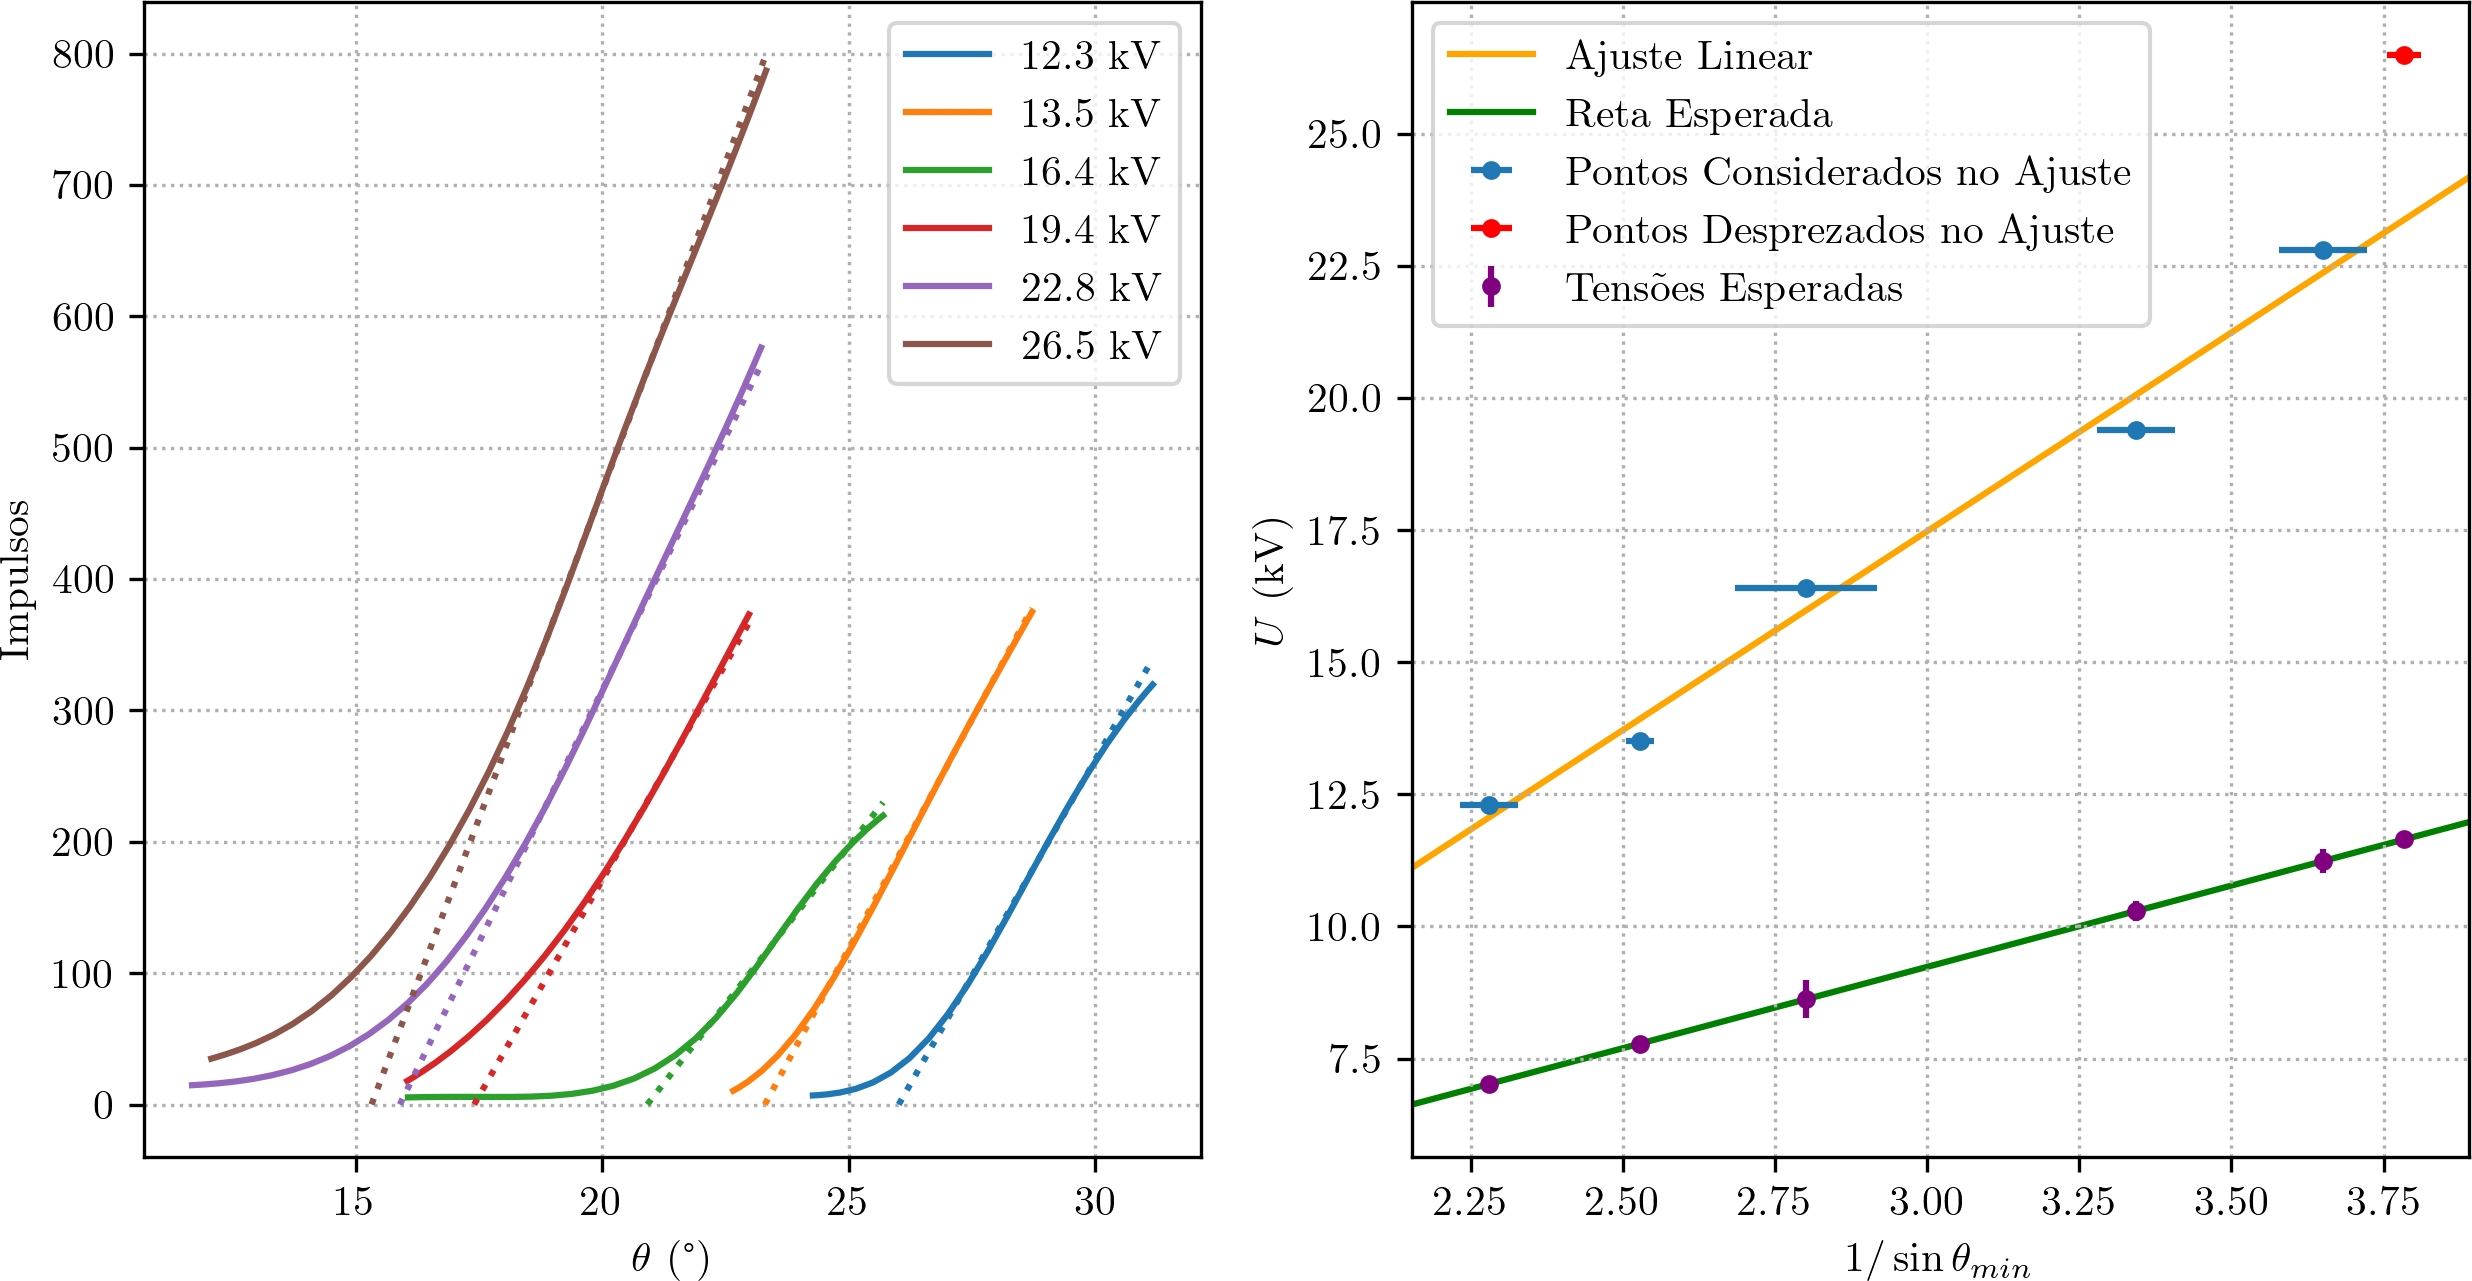 800
700
600
500
400
300
200
100
0
Impulsos
15 20 25 30
θ (°)
12.3 kV
13.5 kV
16.4 kV
19.4 kV
22.8 kV
26.5 kV
25.0
22.5
20.0
17.5
15.0
12.5
10.0
7.5
U (kV)
2.25 2.50 2.75 3.00 3.25 3.50 3.75
1/ sin θmin
Ajuste Linear
Reta Esperada
Pontos Considerados no Ajuste
Pontos Desprezados no Ajuste
Tensões Esperadas